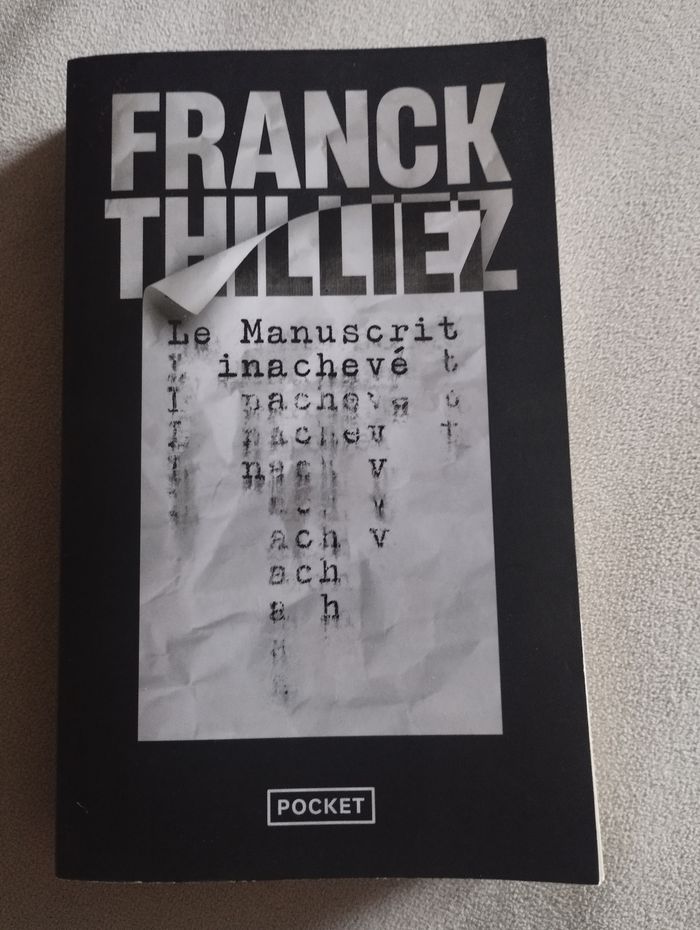 FRANCK
THILLIEZ
Le Manuscrit
inachevé
POCKET